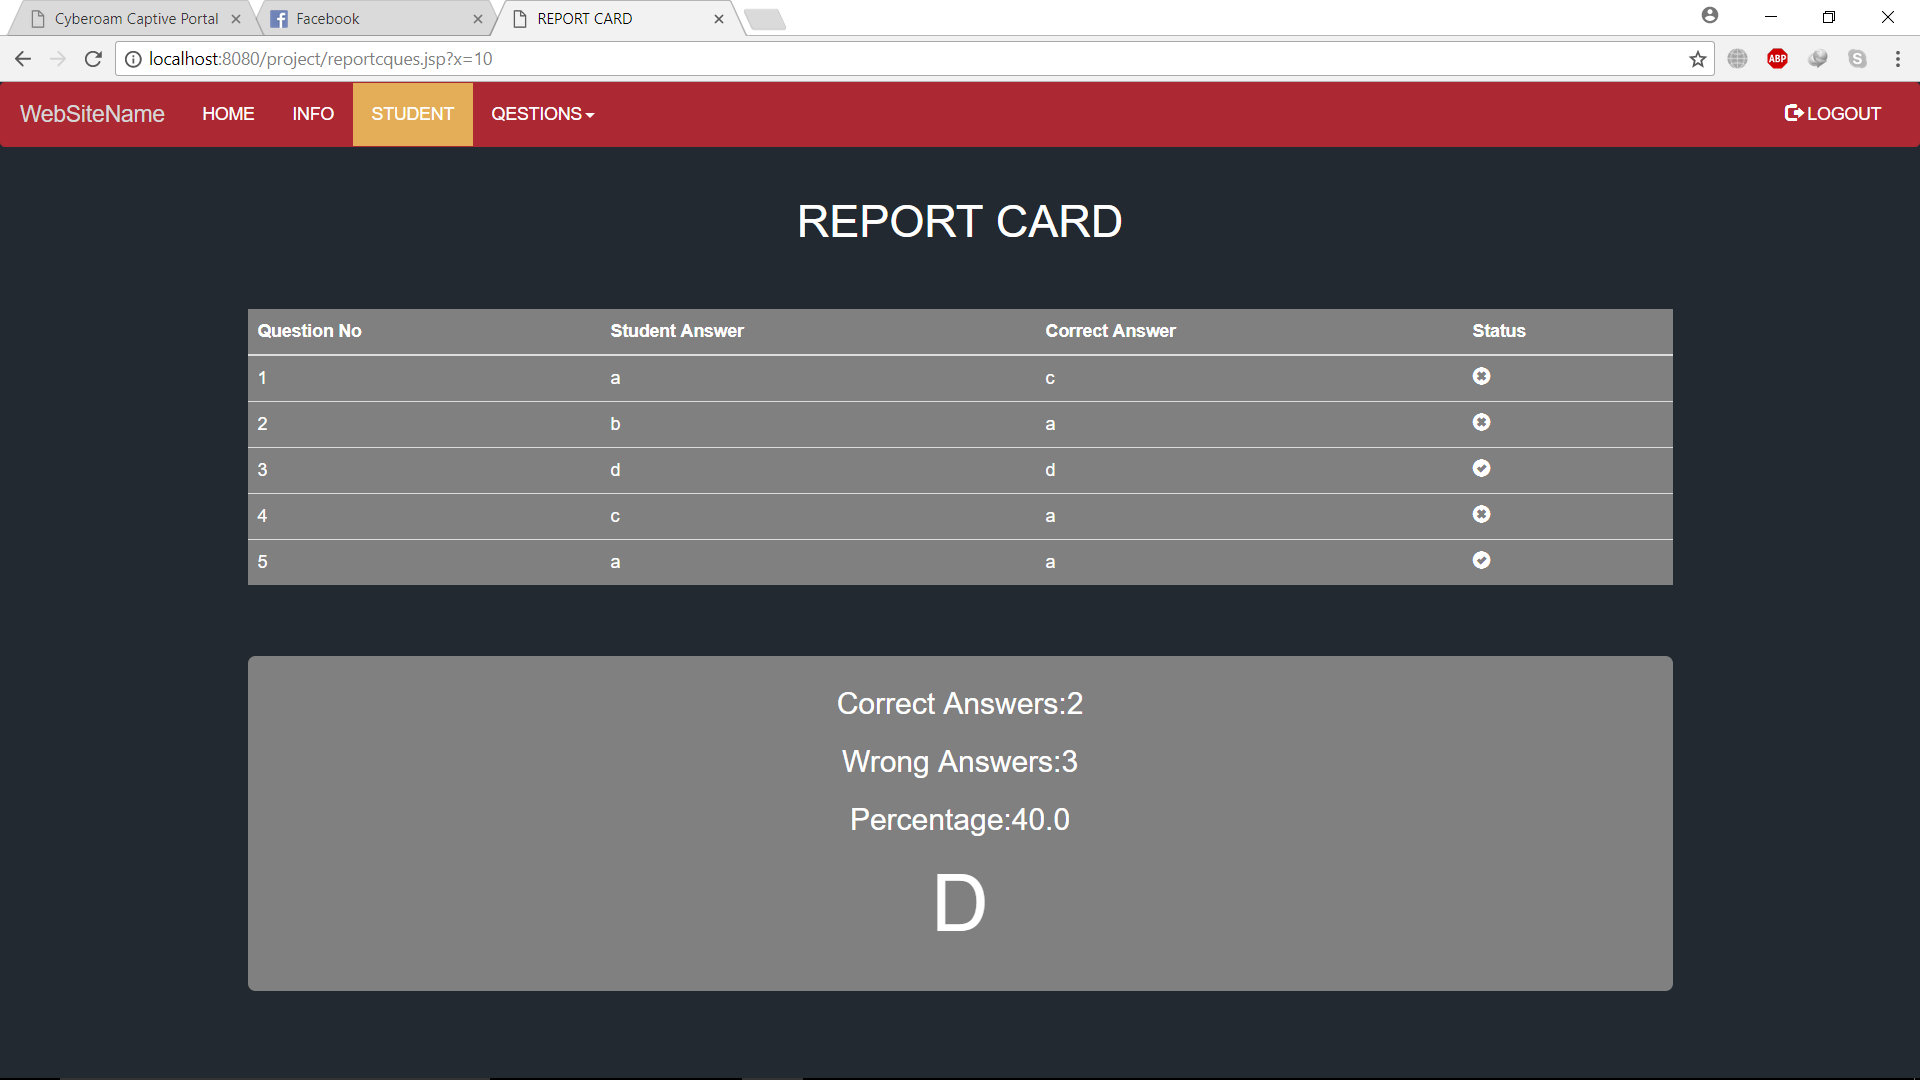 Cyberoam Captive Portal
Facebook
REPORT CARD
localhost:8080/project/reportcques.jsp?x=10
ABP
S
WebSiteName HOME INFO STUDENT QESTIONS LOGOUT
REPORT CARD
Question No Student Answer Correct Answer Status
1 a c
2 b a
3 d d
4 c a
5 a a
Correct Answers:2
Wrong Answers:3
Percentage:40.0
D